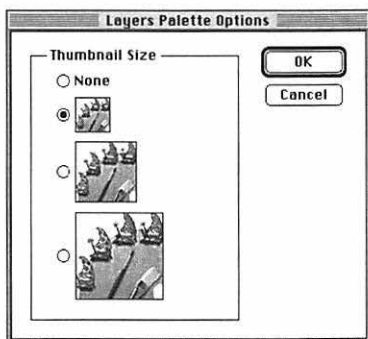 Layers Palette Options
Thumbnail Size
None
OK
Cancel